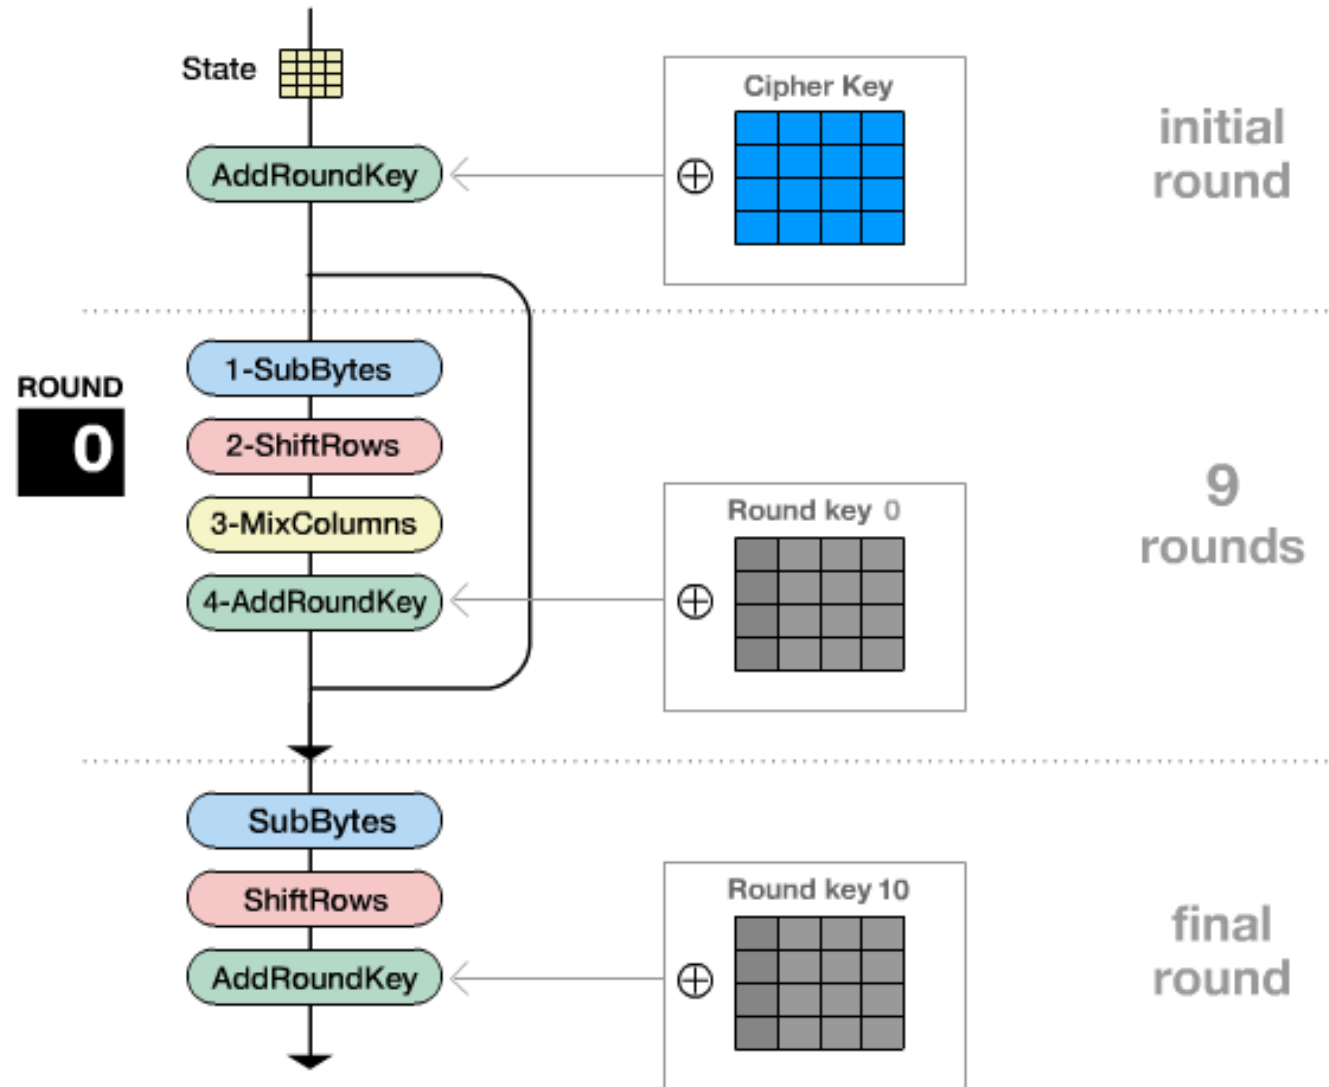 State
Cipher Key
initial
round
AddRoundKey
ROUND
0
1-SubBytes
2-ShiftRows
3-MixColumns
4-AddRoundKey
Round key 0
9
rounds
SubBytes
ShiftRows
AddRoundKey
Round key 10
final
round